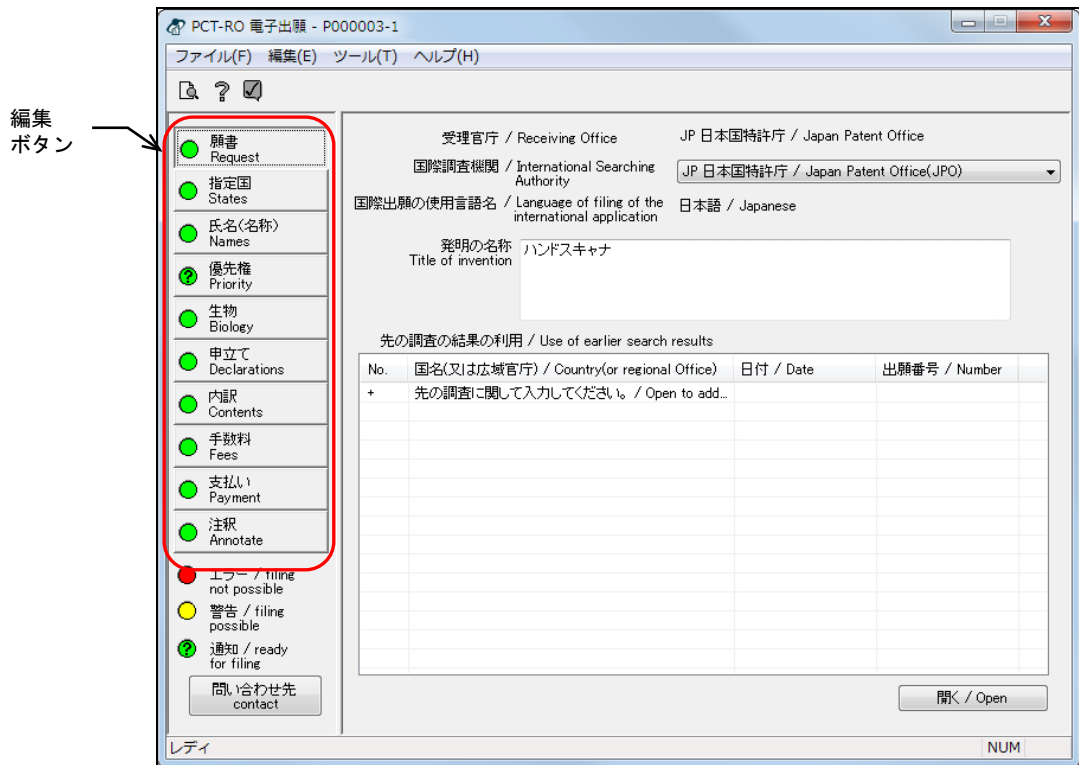 PCT-RO 電子出願 - P000003-1
ファイル(F) 編集(E) ツール(T) ヘルプ(H)
編集
ボタン
願書
Request
指定国
States
氏名(名称)
Names
優先権
Priority
生物
Biology
申立て
Declarations
内訳
Contents
手数料
Fees
支払い
Payment
注釈
Annotate
エラー / filing
not possible
警告 / filing
possible
通知 / ready
for filing
問い合わせ先
contact
受理官庁 / Receiving Office JP 日本国特許庁 / Japan Patent Office
国際調査機関 / International Searching
Authority
JP 日本国特許庁 / Japan Patent Office(JPO)
国際出願の使用言語名 / Language of filing of the
international application
日本語 / Japanese
発明の名称
Title of invention
ハンドスキャナ
先の調査の結果の利用 / Use of earlier search results
No. 国名(又は広域官庁) / Country(or regional Office) 日付 / Date 出願番号 / Number
+ 先の調査に関して入力してください。 / Open to add...
開く / Open
レディ NUM